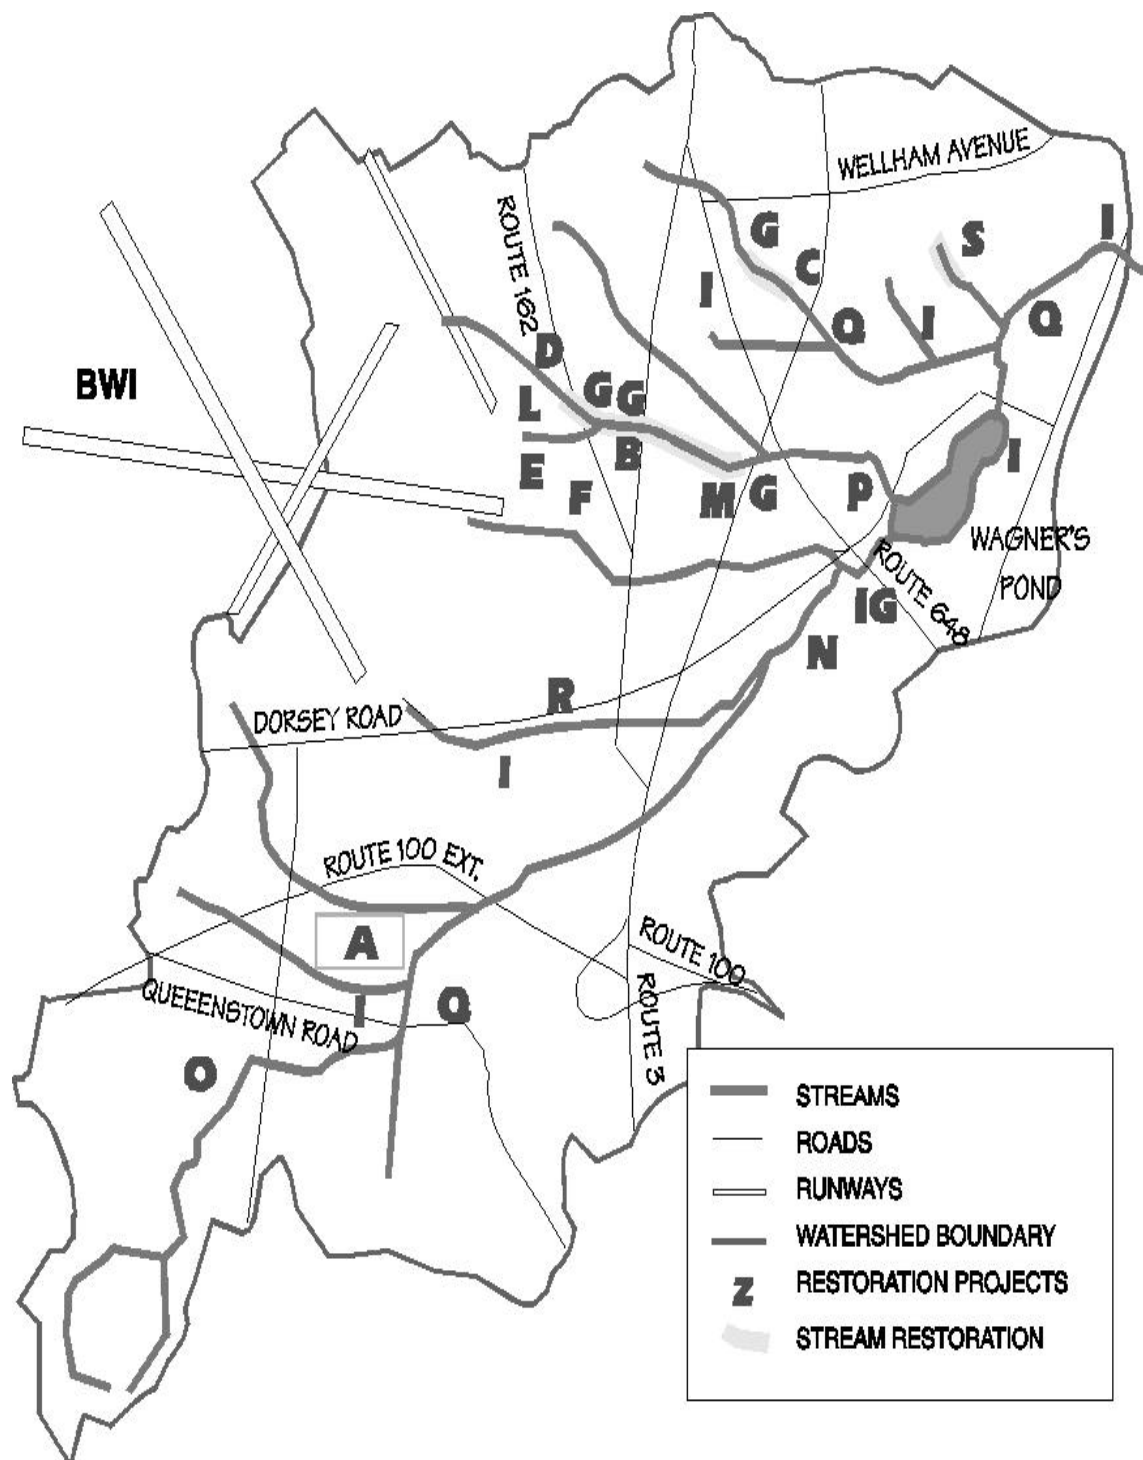 WELLHAM AVENUE
ROUTE 162
G
S
I
C
I
Q
I
Q
D
BWI
G
G
L
B
I
E
F
M
G
P
WAGNER'S
POND
ROUTE 648
IG
N
R
DORSEY ROAD
I
ROUTE 100 EXT.
A
ROUTE 100
QUEEENSTOWN ROAD
I
Q
ROUTE 3
O
STREAMS
ROADS
RUNWAYS
WATERSHED BOUNDARY
Z RESTORATION PROJECTS
STREAM RESTORATION